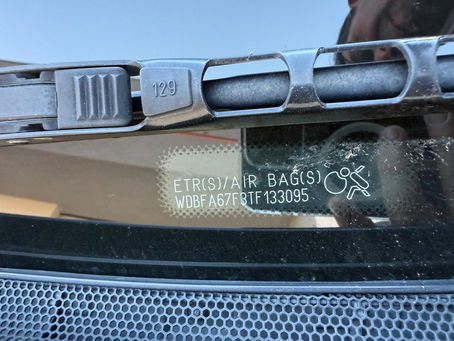 129
ETR(S)/AIR BAG(S)
WDBFA67F3TF133095